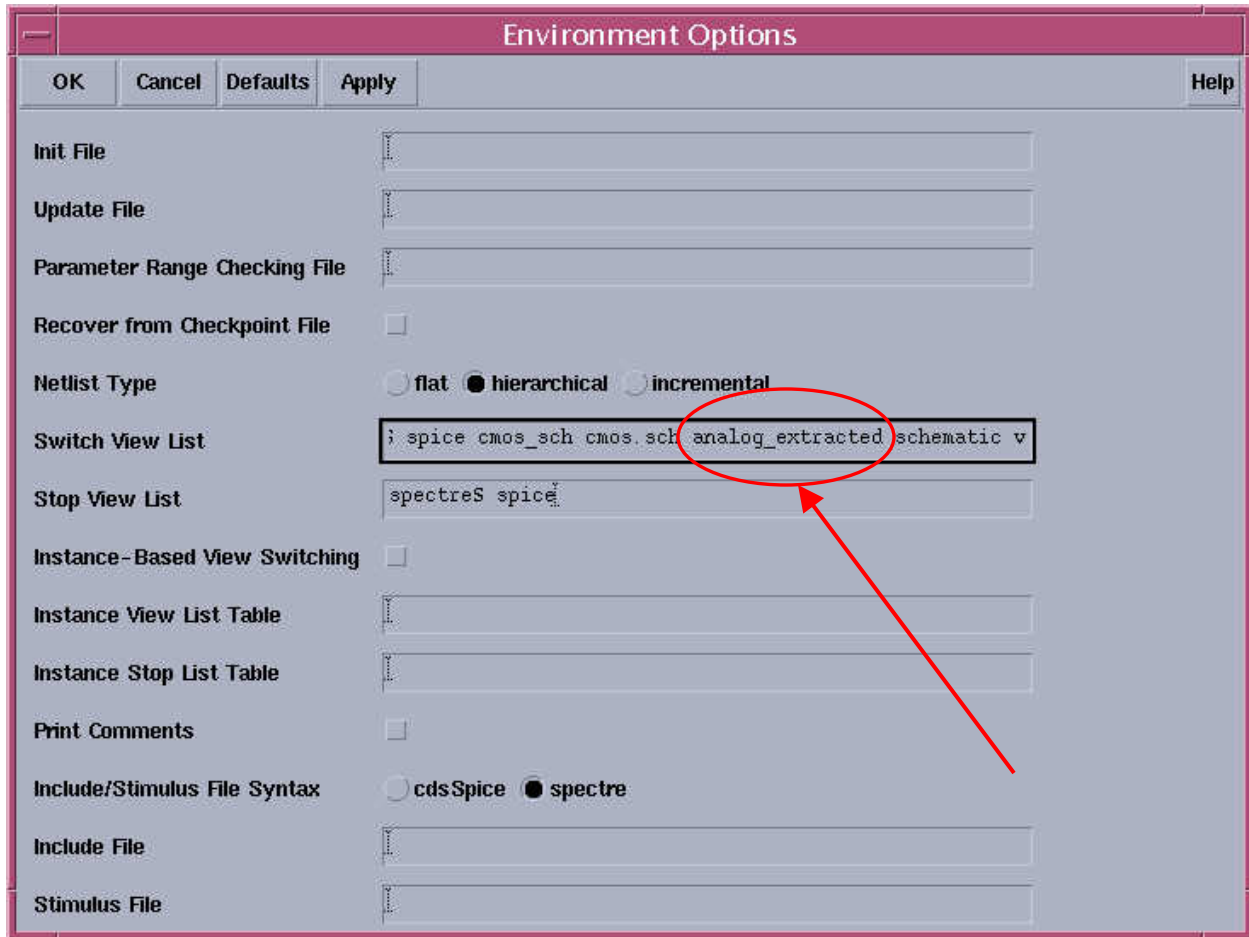 Environment Options
OK Cancel Defaults Apply Help
Init File
Update File
Parameter Range Checking File
Recover from Checkpoint File
Netlist Type flat hierarchical incremental
Switch View List spice cmos_sch cmos.sch analog_extracted schematic v
Stop View List spectreS spice
Instance-Based View Switching
Instance View List Table
Instance Stop List Table
Print Comments
Include/Stimulus File Syntax cdsSpice spectre
Include File
Stimulus File